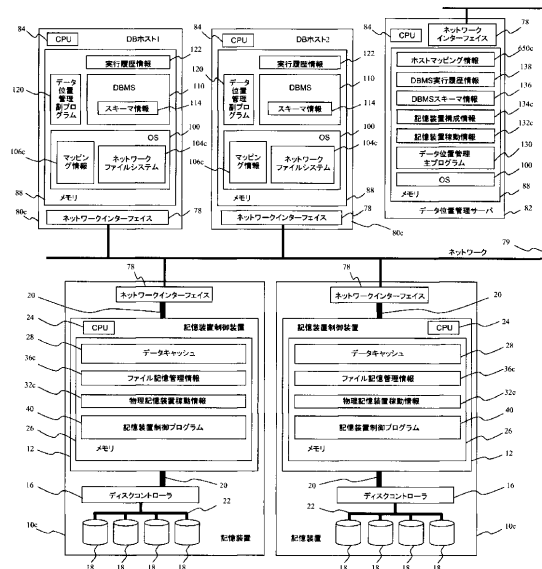 84
CPU
DBホスト1
122
実行履歴情報
120
データ
位置
管理
副プログラム
DBMS
110
スキーマ情報
114
OS
100
106c
マッピ
ング情報
ネットワーク
ファイルシステム
104c
メモリ
88
ネットワークインターフェイス
78
80c
84
CPU
DBホスト2
122
実行履歴情報
120
データ
位置
管理
副プログラム
DBMS
110
スキーマ情報
114
OS
100
106c
マッピ
ング情報
ネットワーク
ファイルシステム
104c
メモリ
88
ネットワークインターフェイス
78
80c
84
CPU
ネットワーク
インターフェイス
78
ホストマッピング情報
650c
DBMS実行履歴情報
138
DBMSスキーマ情報
136
記憶装置構成情報
134c
記憶装置稼動情報
132c
データ位置管理
主プログラム
130
OS
100
メモリ
88
データ位置管理サーバ
82
ネットワーク
79
78
ネットワークインターフェイス
20
24
CPU
記憶装置制御装置
28
データキャッシュ
36c
ファイル記憶管理情報
32c
物理記憶装置稼動情報
40
記憶装置制御プログラム
26
メモリ
12
20
16
ディスクコントローラ
22
10c
記憶装置
18
18
18
18
78
ネットワークインターフェイス
20
記憶装置制御装置
CPU
24
データキャッシュ
28
ファイル記憶管理情報
36c
物理記憶装置稼動情報
32c
記憶装置制御プログラム
40
メモリ
26
12
20
ディスクコントローラ
16
22
記憶装置
10c
18
18
18
18